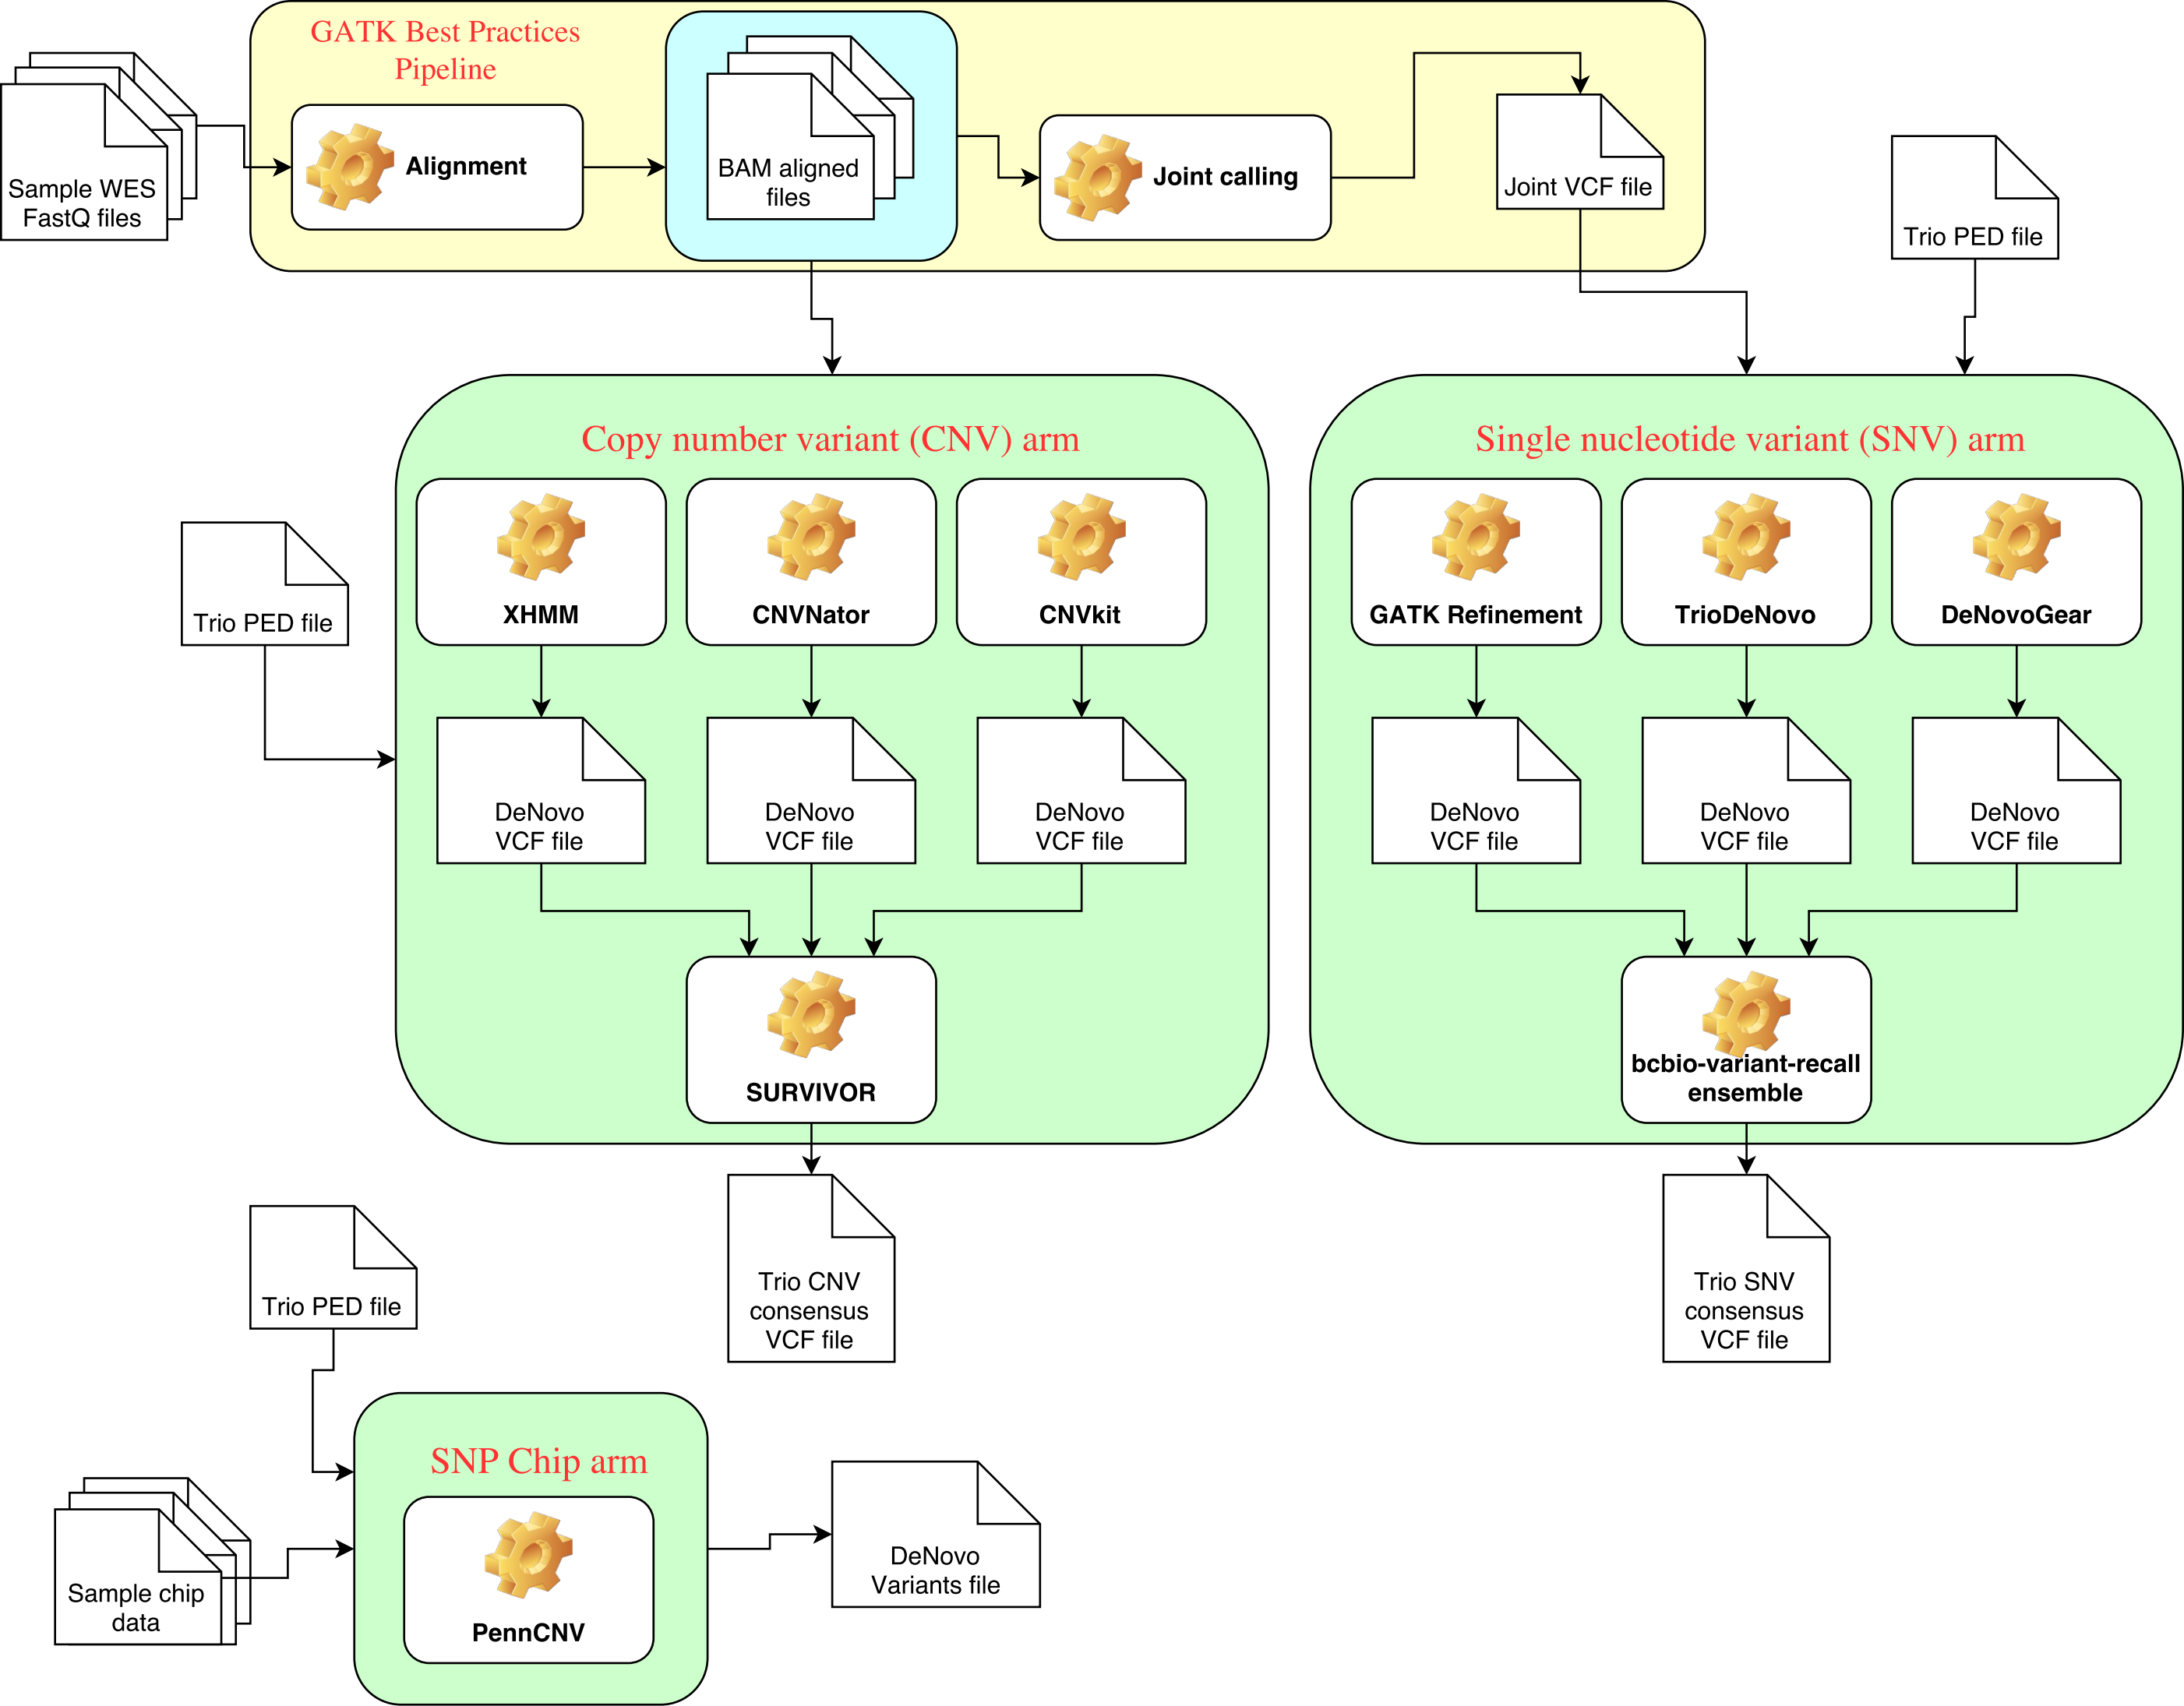 GATK Best Practices
Pipeline
Sample WES
FastQ files
Alignment
BAM aligned
files
Joint calling
Joint VCF file
Trio PED file
Copy number variant (CNV) arm
Single nucleotide variant (SNV) arm
Trio PED file
XHMM
CNVNator
CNVkit
GATK Refinement
TrioDeNovo
DeNovoGear
DeNovo
VCF file
DeNovo
VCF file
DeNovo
VCF file
DeNovo
VCF file
DeNovo
VCF file
DeNovo
VCF file
SURVIVOR
bcbio-variant-recall
ensemble
Trio CNV
consensus
VCF file
Trio SNV
consensus
VCF file
Trio PED file
SNP Chip arm
Sample chip
data
PennCNV
DeNovo
Variants file